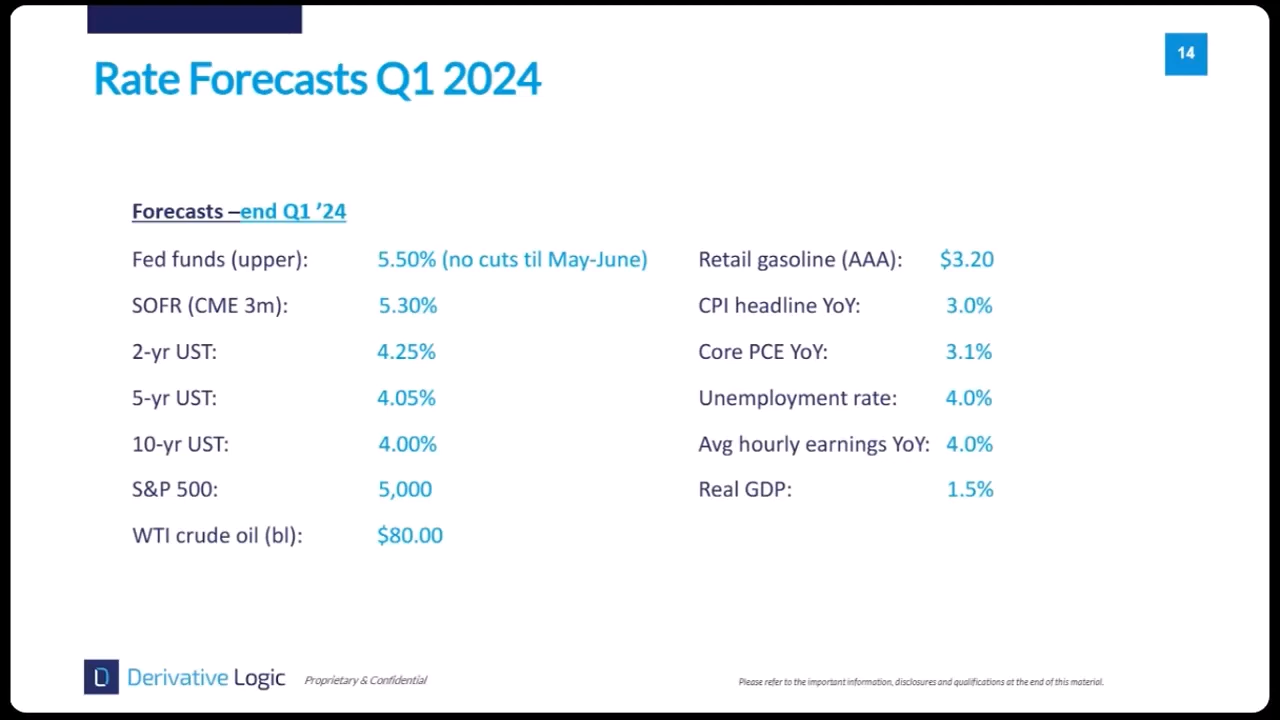 14
Rate Forecasts Q1 2024
Forecasts –end Q1 ’24
Fed funds (upper): 5.50% (no cuts til May-June)
SOFR (CME 3m): 5.30%
2-yr UST: 4.25%
5-yr UST: 4.05%
10-yr UST: 4.00%
S&P 500: 5,000
WTI crude oil (bl): $80.00
Retail gasoline (AAA): $3.20
CPI headline YoY: 3.0%
Core PCE YoY: 3.1%
Unemployment rate: 4.0%
Avg hourly earnings YoY: 4.0%
Real GDP: 1.5%
D Derivative Logic Proprietary & Confidential
Please refer to the important information, disclosures and qualifications at the end of this material.